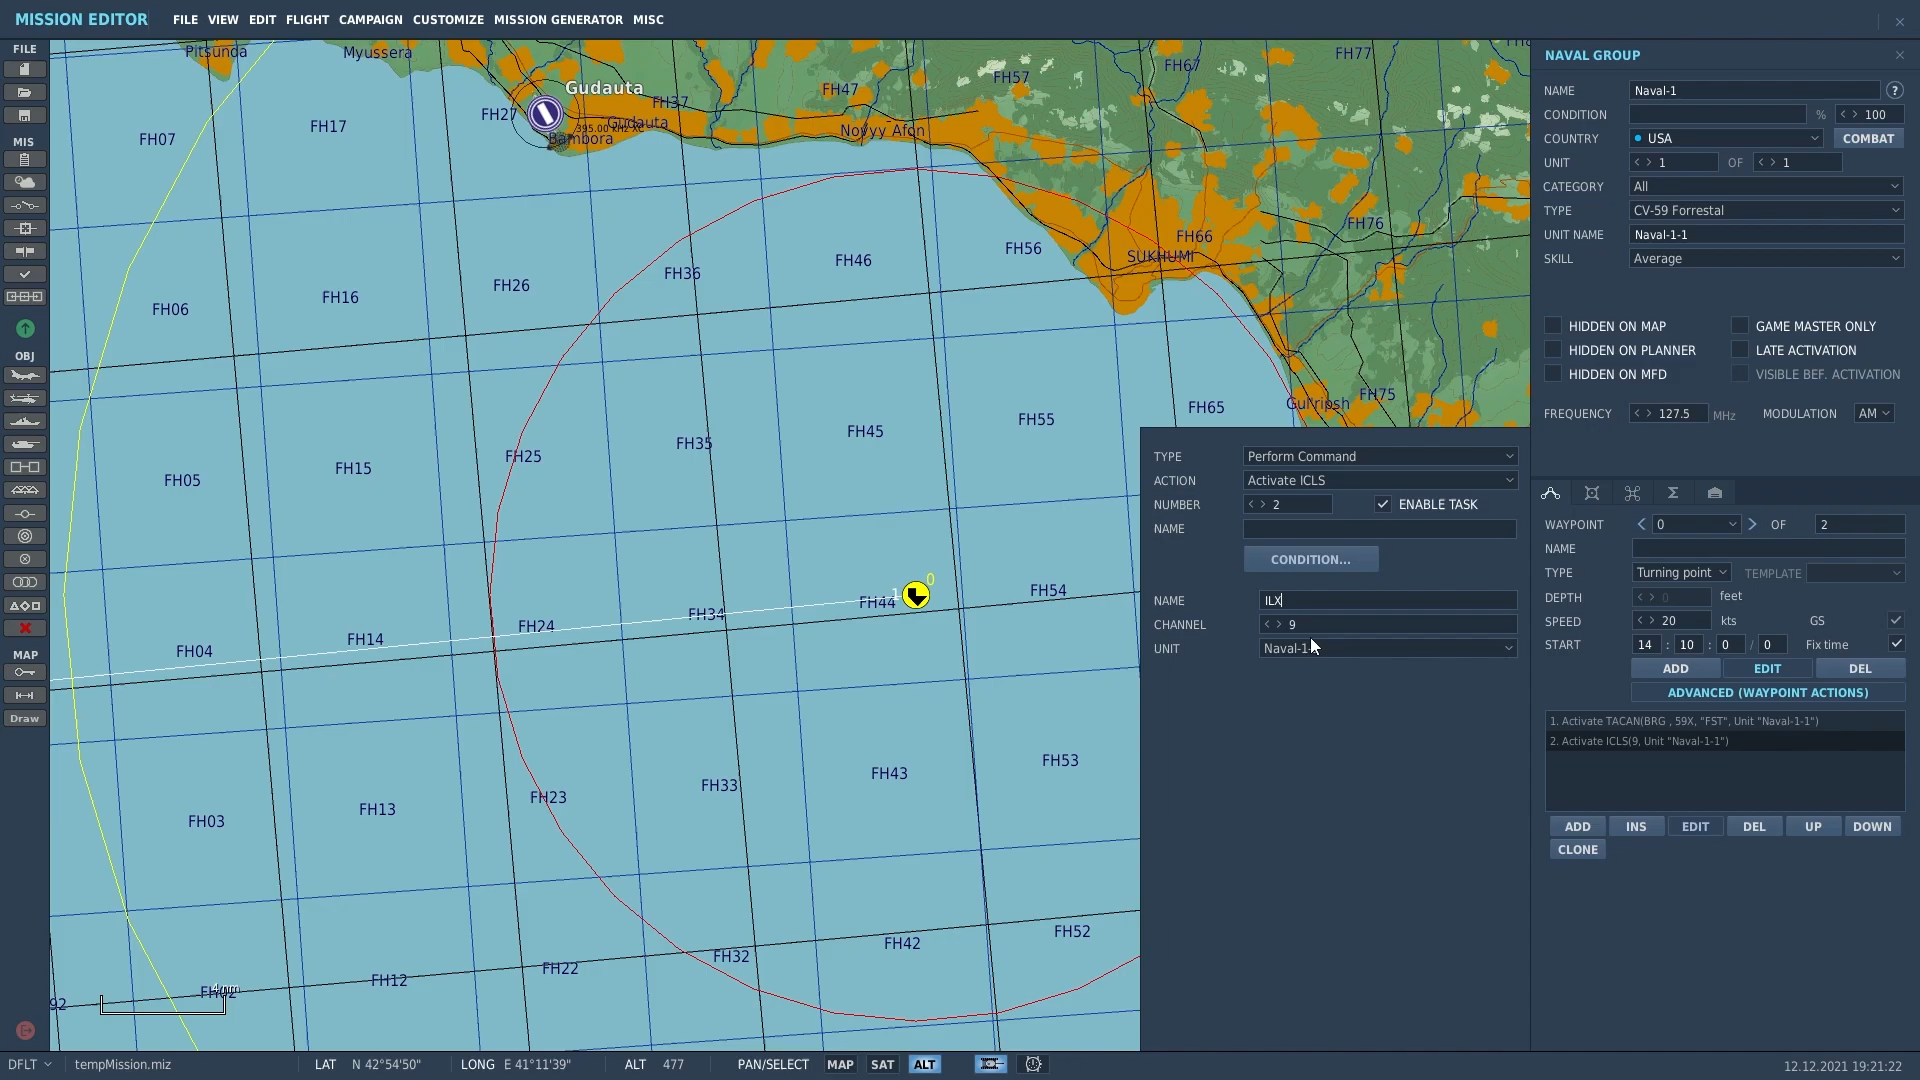 MISSION EDITOR
FILE VIEW EDIT FLIGHT CAMPAIGN CUSTOMIZE MISSION GENERATOR MISC
FILE
MIS
OBJ
MAP
Draw
Pitsunda
Myussera
Gudauta
395.00 kHz XC
Gudauta
Bambora
Novyy Afon
SUKHUMI
Gul'ripsh
FH77
FH67
FH57
FH47
FH37
FH27
FH17
FH07
FH76
FH66
FH56
FH46
FH36
FH26
FH16
FH06
FH75
FH65
FH55
FH45
FH35
FH25
FH15
FH05
FH54
0
1
FH44
FH34
FH24
FH14
FH04
FH53
FH43
FH33
FH23
FH13
FH03
FH52
FH42
FH32
FH22
FH12
FH02
92
4nm
TYPE Perform Command
ACTION Activate ICLS
NUMBER < > 2 ENABLE TASK
NAME
CONDITION...
NAME ILX
CHANNEL < > 9
UNIT Naval-1-
NAVAL GROUP
NAME Naval-1 ?
CONDITION % < > 100
COUNTRY USA COMBAT
UNIT < > 1 OF < > 1
CATEGORY All
TYPE CV-59 Forrestal
UNIT NAME Naval-1-1
SKILL Average
HIDDEN ON MAP GAME MASTER ONLY
HIDDEN ON PLANNER LATE ACTIVATION
HIDDEN ON MFD VISIBLE BEF. ACTIVATION
FREQUENCY < > 127.5 MHz MODULATION AM
WAYPOINT < 0 > OF 2
NAME
TYPE Turning point TEMPLATE
DEPTH < > 0 feet
SPEED < > 20 kts GS
START 14 : 10 : 0 / 0 Fix time
ADD EDIT DEL
ADVANCED (WAYPOINT ACTIONS)
1. Activate TACAN(BRG , 59X, "FST", Unit "Naval-1-1")
2. Activate ICLS(9, Unit "Naval-1-1")
ADD INS EDIT DEL UP DOWN
CLONE
DFLT tempMission.miz LAT N 42°54'50" LONG E 41°11'39" ALT 477 PAN/SELECT MAP SAT ALT 12.12.2021 19:21:22